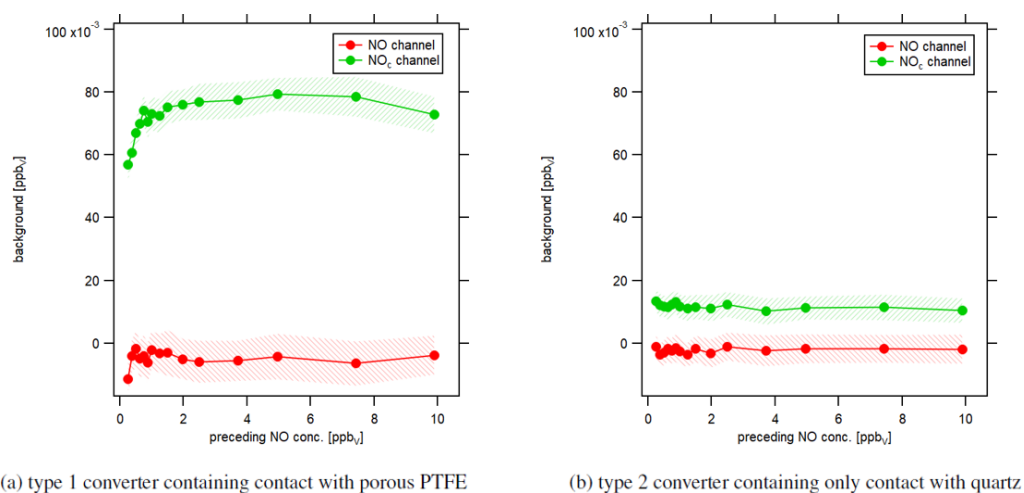 100 x10⁻³
80
60
40
20
0
background [ppbᵥ]
0 2 4 6 8 10
preceding NO conc. [ppbᵥ]
NO channel
NO꜀ channel
(a) type 1 converter containing contact with porous PTFE
100 x10⁻³
80
60
40
20
0
background [ppbᵥ]
0 2 4 6 8 10
preceding NO conc. [ppbᵥ]
NO channel
NO꜀ channel
(b) type 2 converter containing only contact with quartz